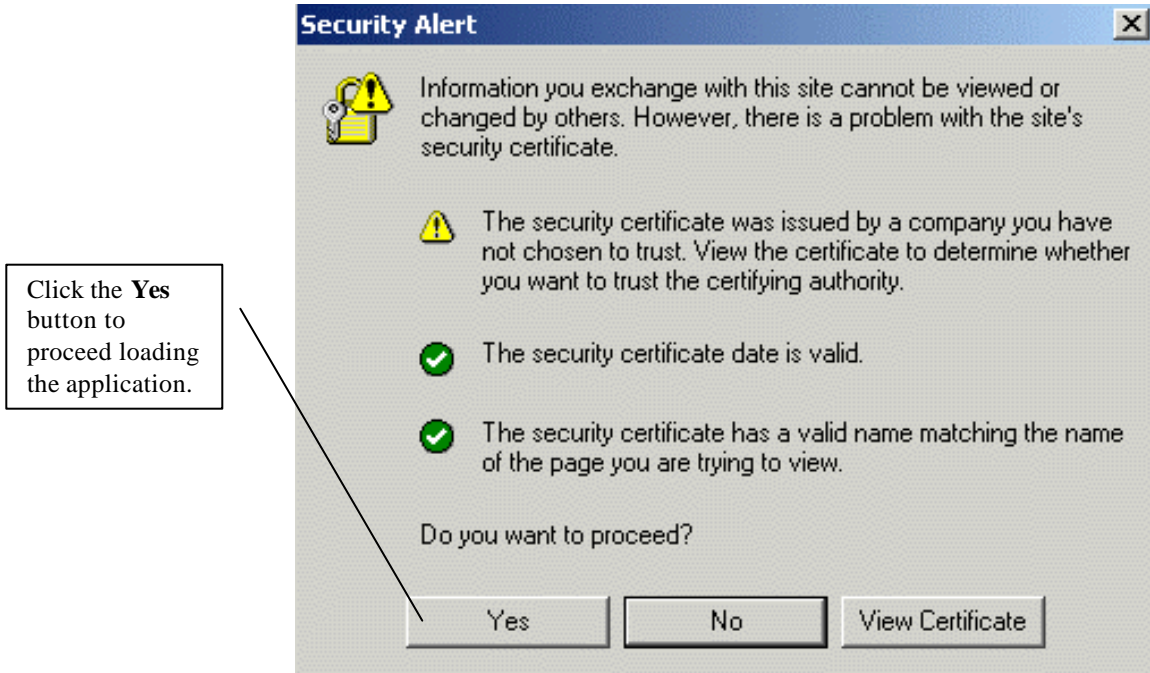 Security Alert
Information you exchange with this site cannot be viewed or
changed by others. However, there is a problem with the site's
security certificate.
The security certificate was issued by a company you have
not chosen to trust. View the certificate to determine whether
you want to trust the certifying authority.
Click the Yes
button to
proceed loading
the application.
The security certificate date is valid.
The security certificate has a valid name matching the name
of the page you are trying to view.
Do you want to proceed?
Yes
No
View Certificate